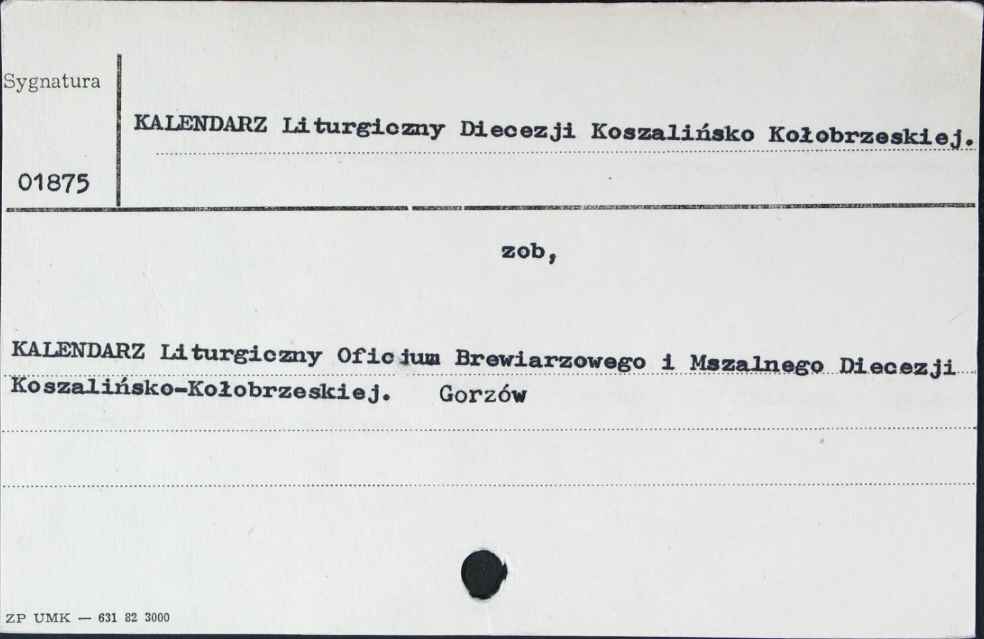 Sygnatura
KALENDARZ Liturgiczny Diecezji Koszalińsko Kołobrzeskiej.
01875
zob,
KALENDARZ Liturgiczny Oficjum Brewiarzowego i Mszalnego Diecezji
Koszalińsko-Kołobrzeskiej. Gorzów
ZP UMK — 631 82 3000